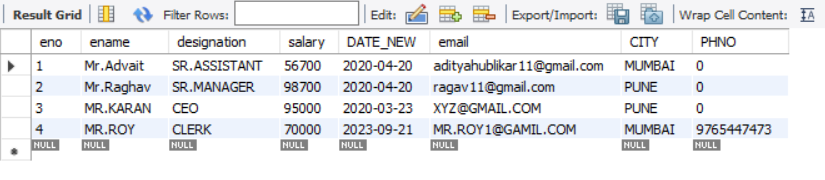 Result Grid Filter Rows: Edit: Export/Import: Wrap Cell Content: IA
eno ename designation salary DATE_NEW email CITY PHNO
1 Mr.Advait SR.ASSISTANT 56700 2020-04-20 adityahublikar11@gmail.com MUMBAI 0
2 Mr.Raghav SR.MANAGER 98700 2020-04-20 ragav11@gmail.com PUNE 0
3 MR.KARAN CEO 95000 2020-03-23 XYZ@GMAIL.COM PUNE 0
4 MR.ROY CLERK 70000 2023-09-21 MR.ROY1@GAMIL.COM MUMBAI 9765447473
NULL NULL NULL NULL NULL NULL NULL NULL